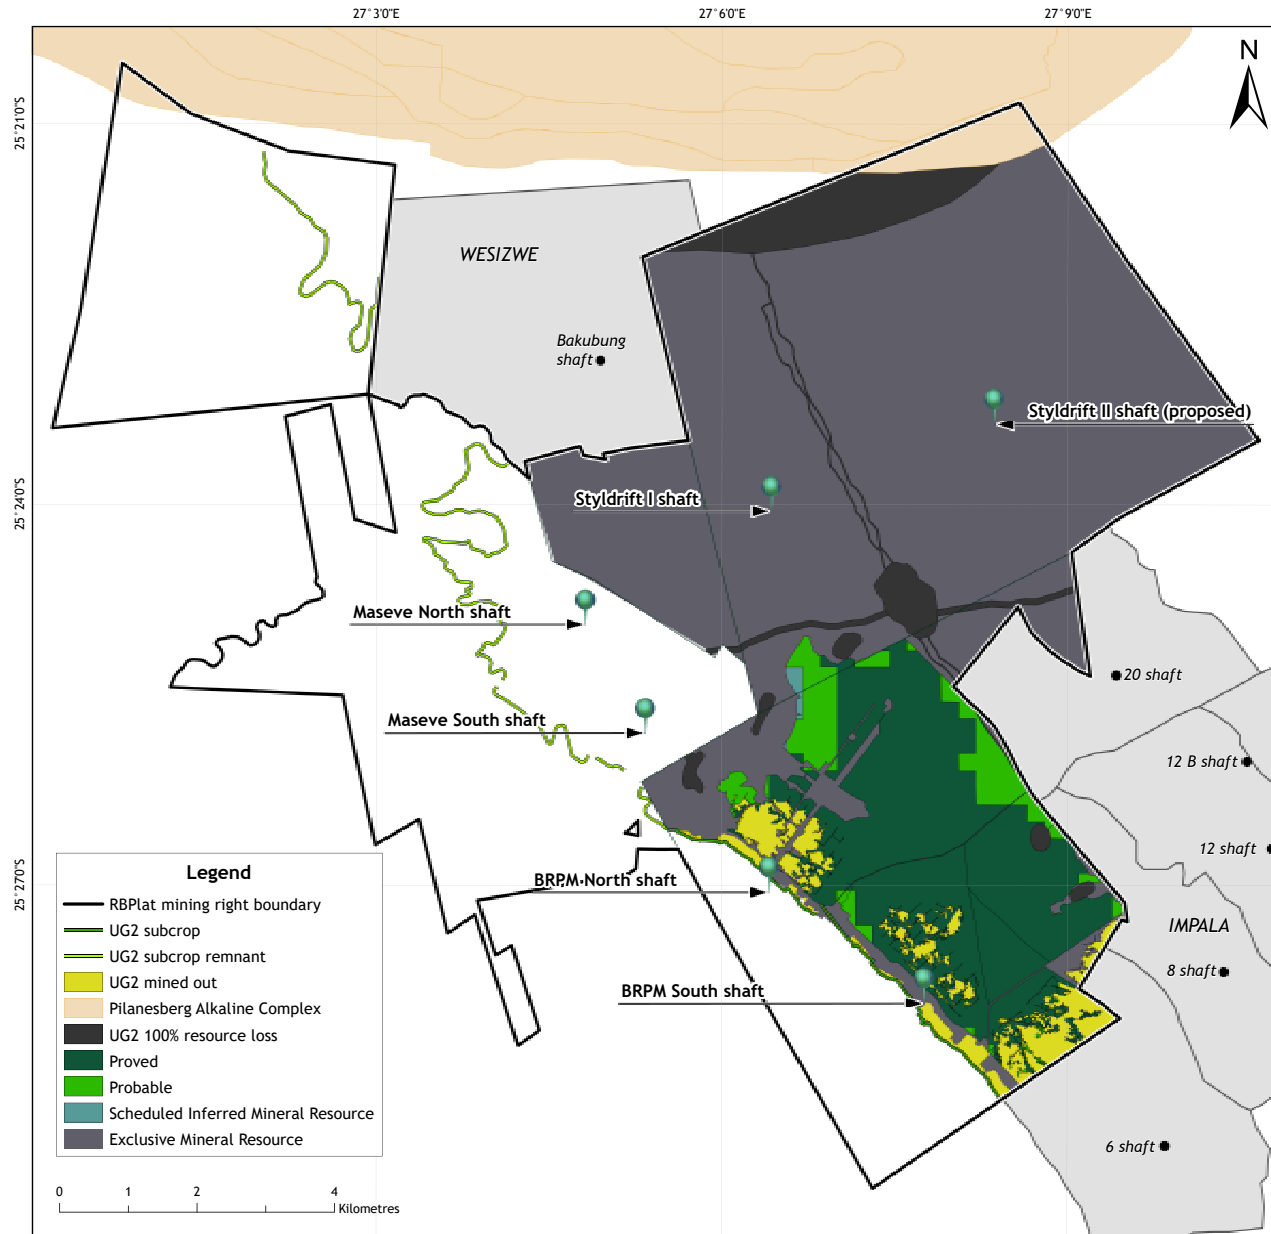 27°3'0"E
27°6'0"E
27°9'0"E
N
25°21'0"S
WESIZWE
Bakubung
shaft
Styldrift II shaft (proposed)
Styldrift I shaft
25°24'0"S
Maseve North shaft
20 shaft
Maseve South shaft
12 B shaft
12 shaft
25°27'0"S
BRPM North shaft
IMPALA
8 shaft
BRPM South shaft
6 shaft
Legend
RBPlat mining right boundary
UG2 subcrop
UG2 subcrop remnant
UG2 mined out
Pilanesberg Alkaline Complex
UG2 100% resource loss
Proved
Probable
Scheduled Inferred Mineral Resource
Exclusive Mineral Resource
0 1 2 4
Kilometres